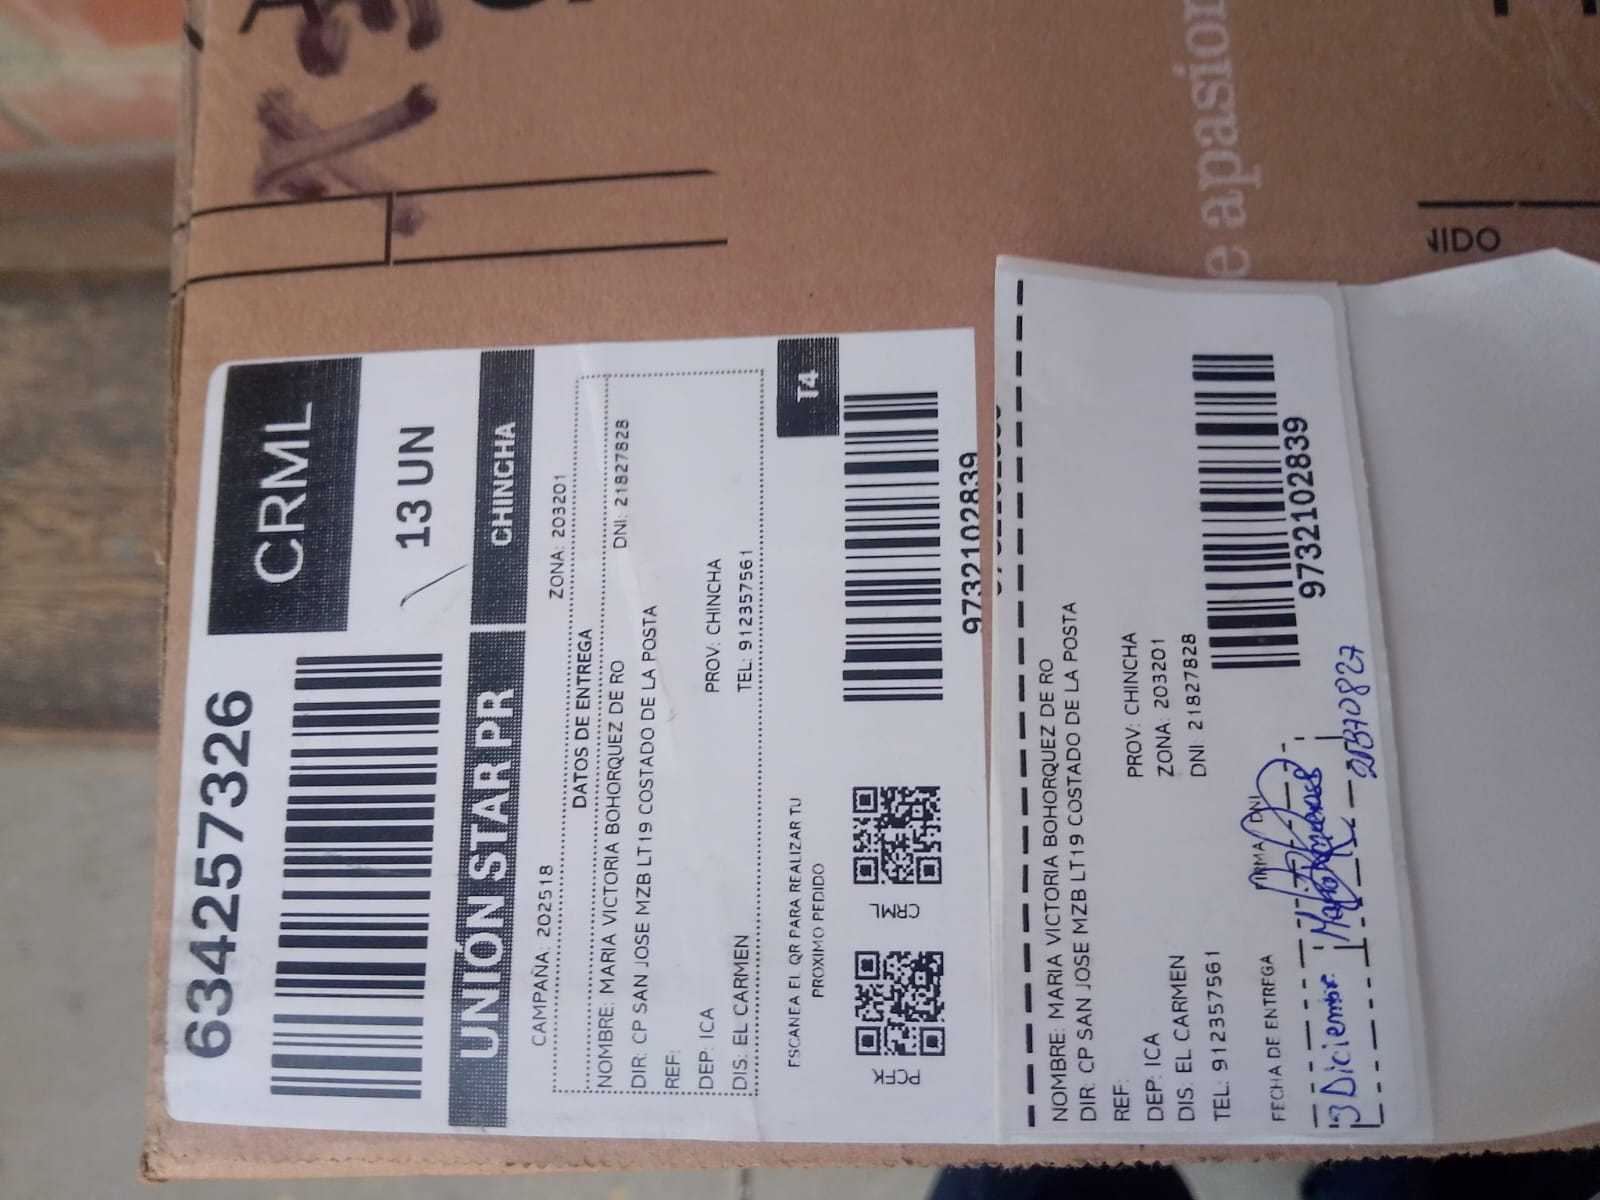 634257326
CRML
13 UN
UNIÓN STAR PR
CHINCHA
CAMPAÑA: 202518
ZONA: 203201
DATOS DE ENTREGA
NOMBRE: MARIA VICTORIA BOHORQUEZ DE RO
DNI: 21827828
DIR: CP SAN JOSE MZB LT19 COSTADO DE LA POSTA
REF:
DEP: ICA
PROV: CHINCHA
DIS: EL CARMEN
TEL: 912357561
T4
ESCANEA EL QR PARA REALIZAR TU
PROXIMO PEDIDO
PCFK
CRML
9732102839
NOMBRE: MARIA VICTORIA BOHORQUEZ DE RO
DIR: CP SAN JOSE MZB LT19 COSTADO DE LA POSTA
REF:
DEP: ICA
PROV: CHINCHA
DIS: EL CARMEN
ZONA: 203201
TEL: 912357561
DNI: 21827828
9732102839
FECHA DE ENTREGA
FIRMA / DNI
3 Diciembre
e apasion
NIDO